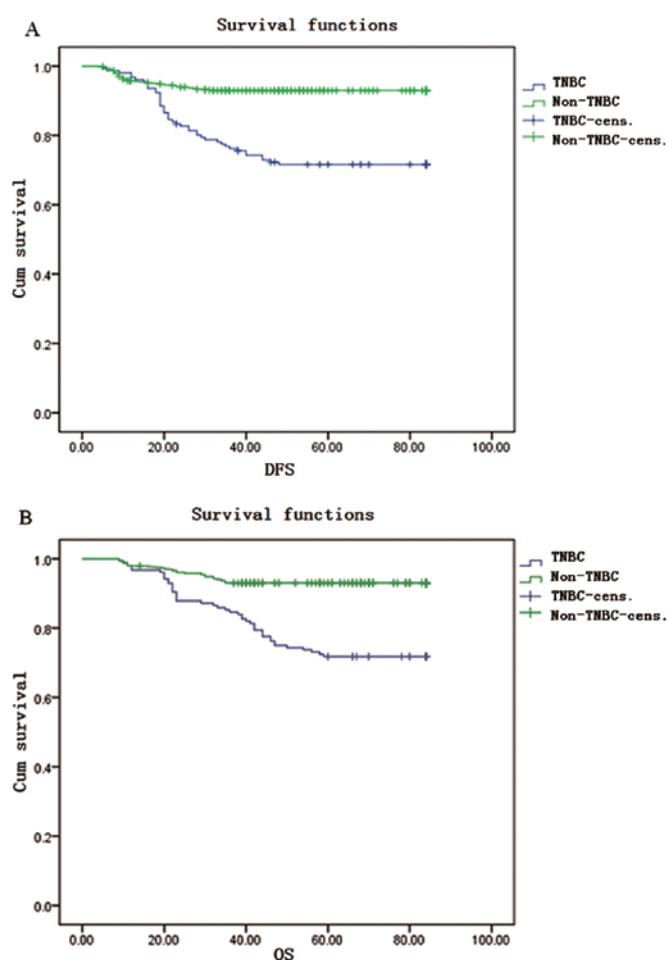 A
Survival functions
1.0
0.8
0.6
0.4
0.2
0.0
Cum survival
0.00 20.00 40.00 60.00 80.00 100.00
DFS
TNBC
Non-TNBC
TNBC-cens.
Non-TNBC-cens.
B
Survival functions
1.0
0.8
0.6
0.4
0.2
0.0
Cum survival
0.00 20.00 40.00 60.00 80.00 100.00
OS
TNBC
Non-TNBC
TNBC-cens.
Non-TNBC-cens.